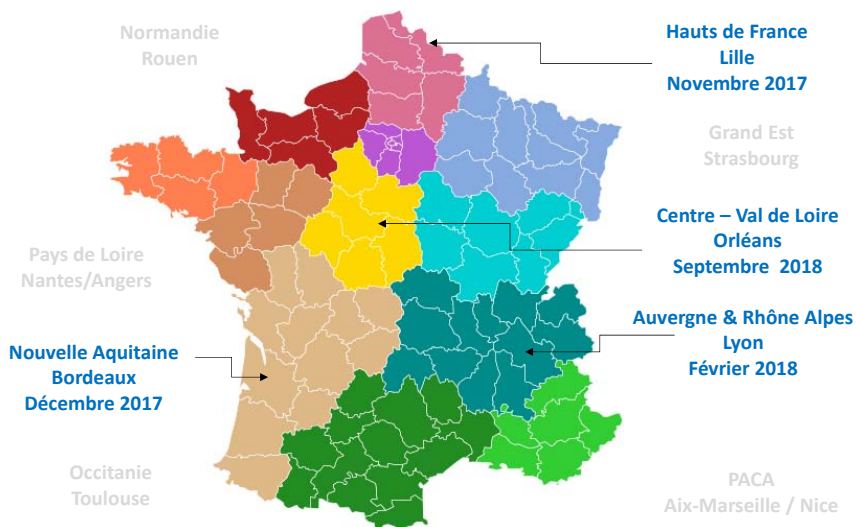 Normandie
Rouen
Hauts de France
Lille
Novembre 2017
Grand Est
Strasbourg
Centre – Val de Loire
Orléans
Septembre 2018
Pays de Loire
Nantes/Angers
Auvergne & Rhône Alpes
Lyon
Février 2018
Nouvelle Aquitaine
Bordeaux
Décembre 2017
Occitanie
Toulouse
PACA
Aix-Marseille / Nice